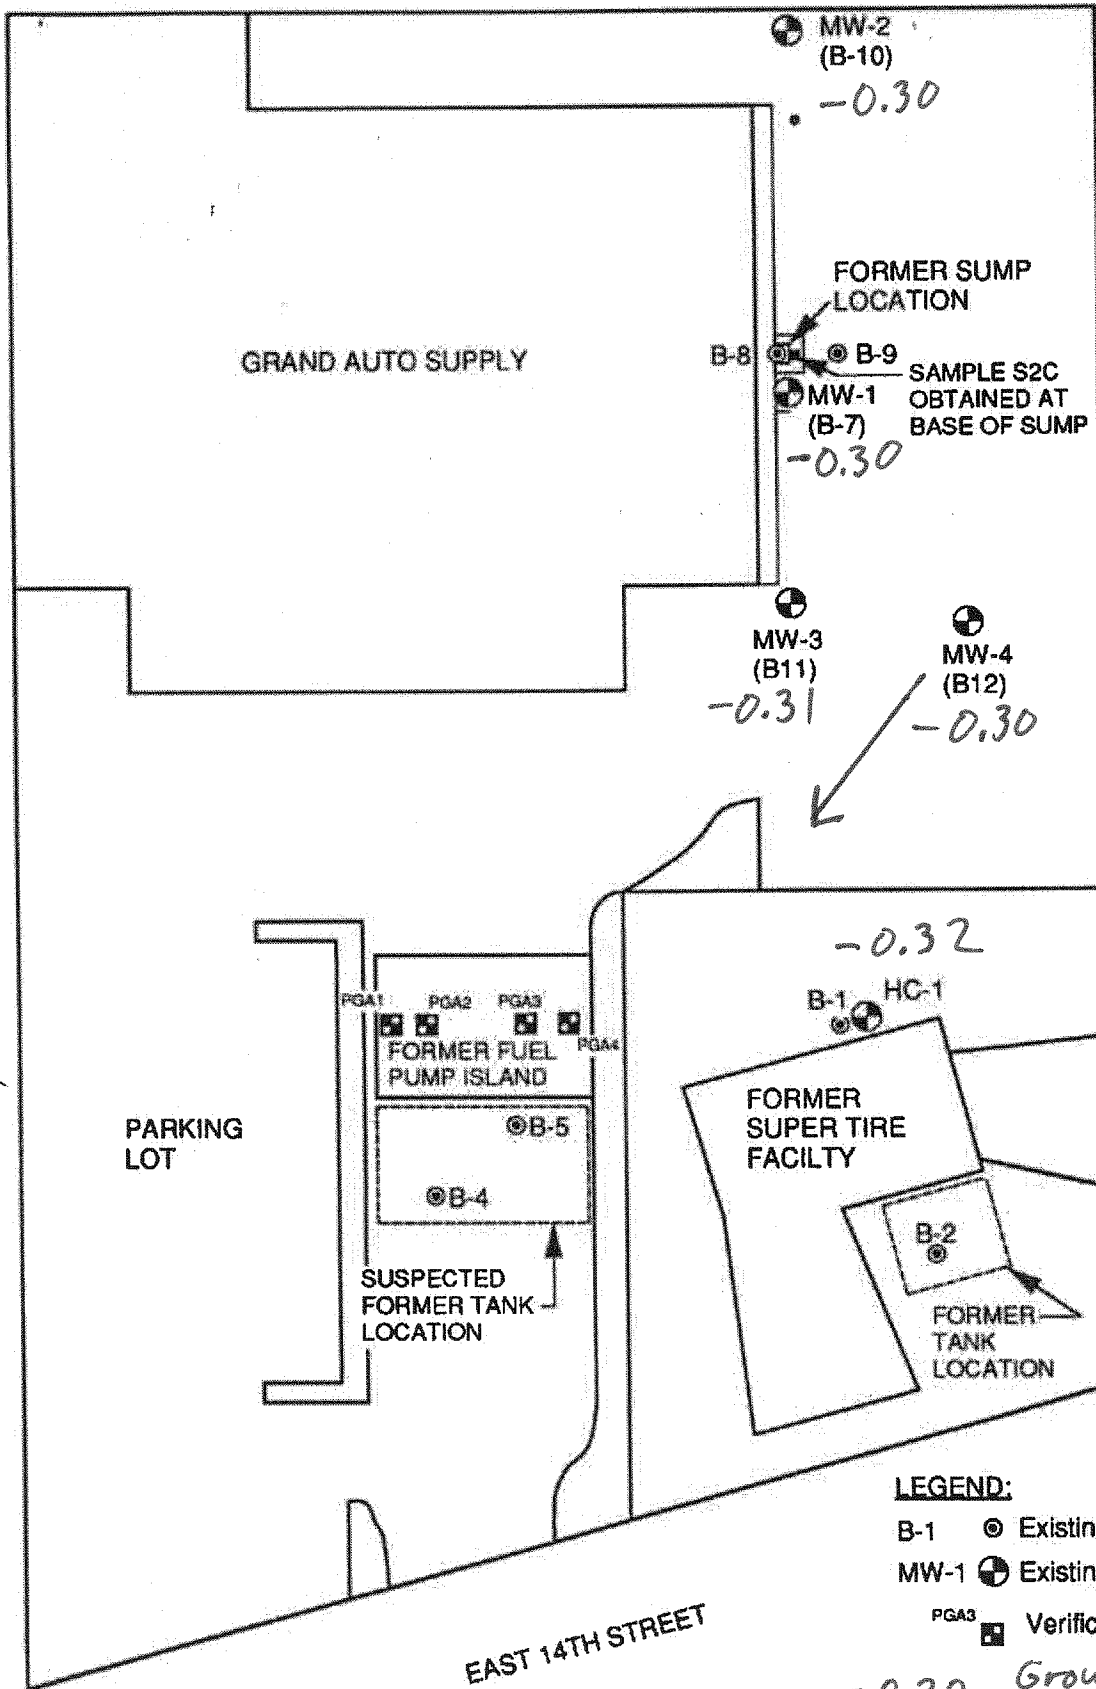 MW-2
(B-10)
-0.30
FORMER SUMP
LOCATION
GRAND AUTO SUPPLY
B-8
B-9
SAMPLE S2C
OBTAINED AT
BASE OF SUMP
MW-1
(B-7)
-0.30
MW-3
(B11)
-0.31
MW-4
(B12)
-0.30
-0.32
B-1
HC-1
PGA1
PGA2
PGA3
PGA4
FORMER FUEL
PUMP ISLAND
PARKING
LOT
B-5
B-4
FORMER
SUPER TIRE
FACILTY
B-2
SUSPECTED
FORMER TANK
LOCATION
FORMER
TANK
LOCATION
LEGEND:
B-1 Existin
MW-1 Existin
PGA3 Verific
EAST 14TH STREET
Grou